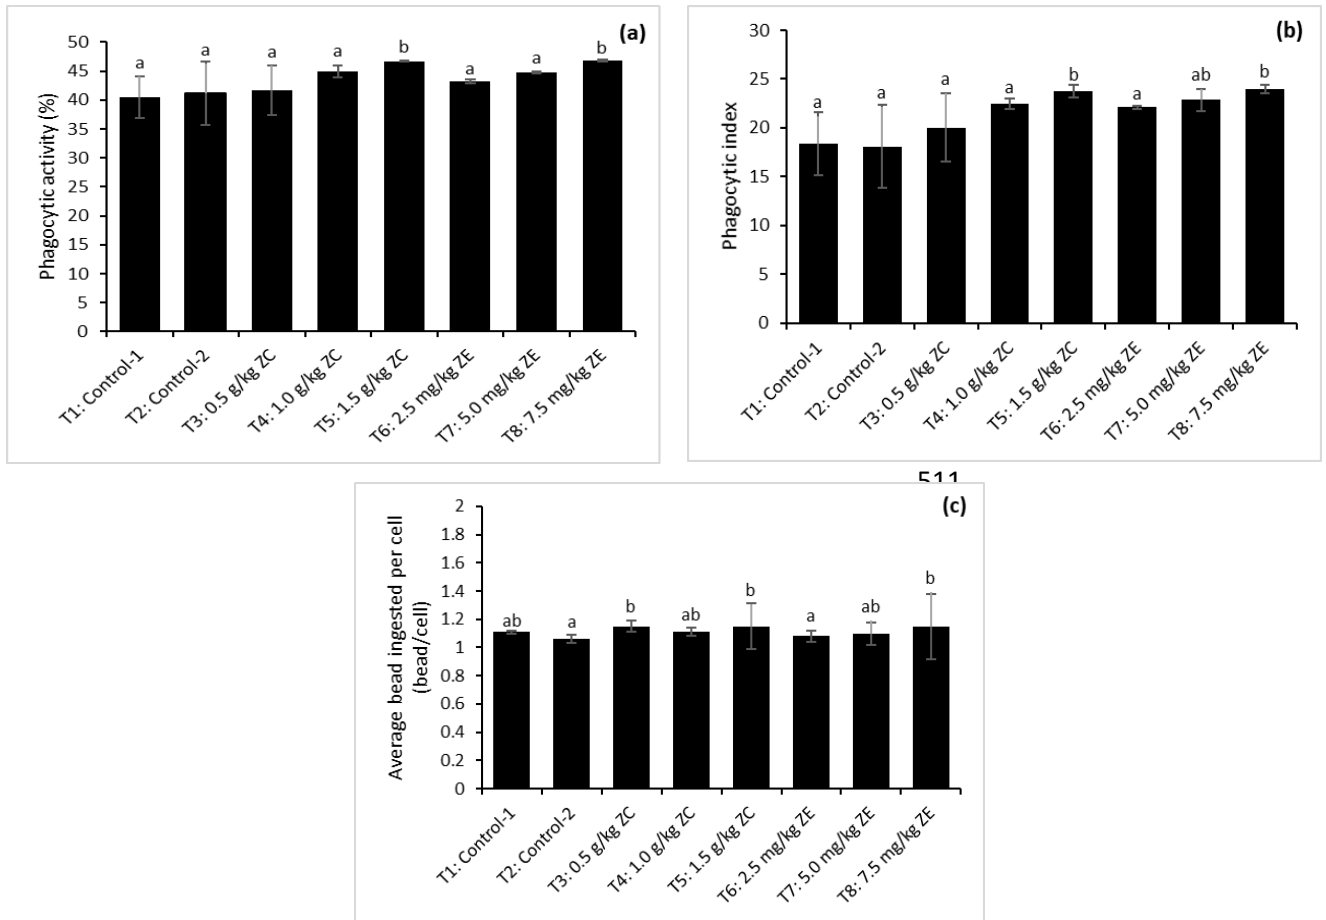 (a)
Phagocytic activity (%)
50
45
40
35
30
25
20
15
10
5
0
a
a
a
a
b
a
a
b
T1: Control-1
T2: Control-2
T3: 0.5 g/kg ZC
T4: 1.0 g/kg ZC
T5: 1.5 g/kg ZC
T6: 2.5 mg/kg ZE
T7: 5.0 mg/kg ZE
T8: 7.5 mg/kg ZE
(b)
Phagocytic index
30
25
20
15
10
5
0
a
a
a
a
b
a
ab
b
T1: Control-1
T2: Control-2
T3: 0.5 g/kg ZC
T4: 1.0 g/kg ZC
T5: 1.5 g/kg ZC
T6: 2.5 mg/kg ZE
T7: 5.0 mg/kg ZE
T8: 7.5 mg/kg ZE
511
(c)
Average bead ingested per cell
(bead/cell)
2
1.8
1.6
1.4
1.2
1
0.8
0.6
0.4
0.2
0
ab
a
b
ab
b
a
ab
b
T1: Control-1
T2: Control-2
T3: 0.5 g/kg ZC
T4: 1.0 g/kg ZC
T5: 1.5 g/kg ZC
T6: 2.5 mg/kg ZE
T7: 5.0 mg/kg ZE
T8: 7.5 mg/kg ZE